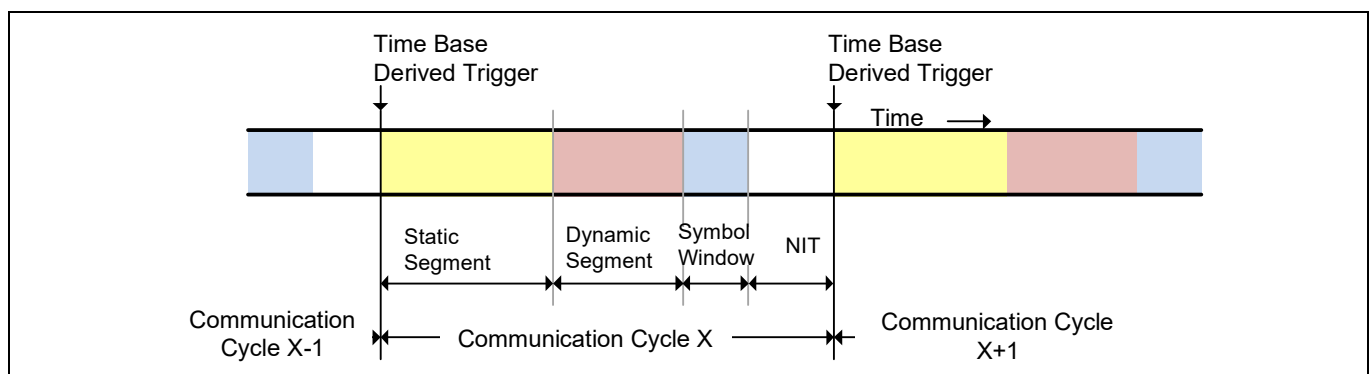 Time Base
Derived Trigger
Time Base
Derived Trigger
Time
Static
Segment
Dynamic
Segment
Symbol
Window
NIT
Communication
Cycle X-1
Communication Cycle X
Communication Cycle
X+1